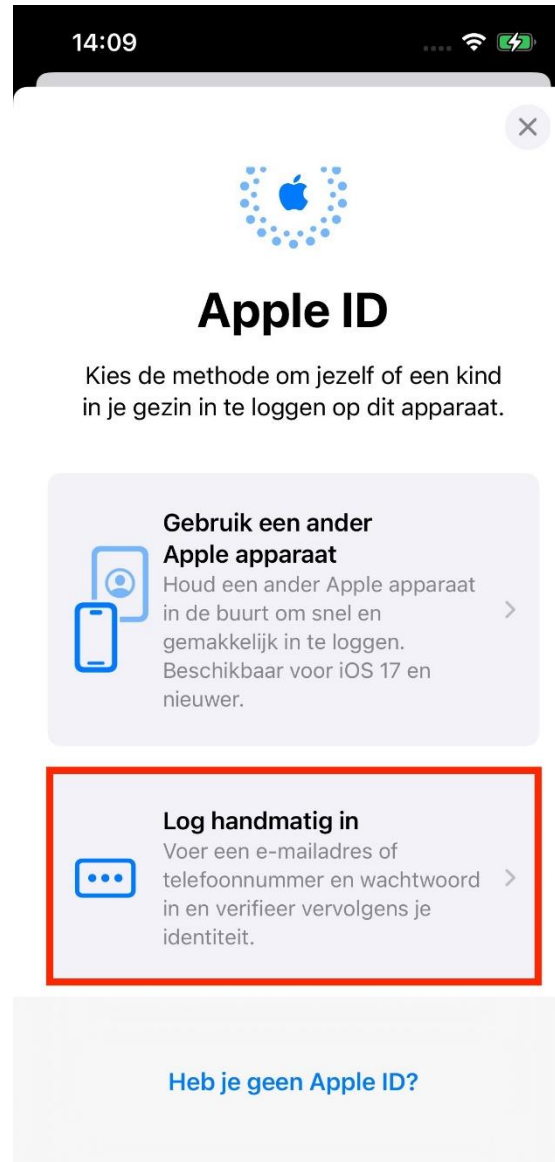 14:09
Apple ID
Kies de methode om jezelf of een kind
in je gezin in te loggen op dit apparaat.
Gebruik een ander
Apple apparaat
Houd een ander Apple apparaat
in de buurt om snel en
gemakkelijk in te loggen.
Beschikbaar voor iOS 17 en
nieuwer.
Log handmatig in
Voer een e-mailadres of
telefoonnummer en wachtwoord
in en verifieer vervolgens je
identiteit.
Heb je geen Apple ID?